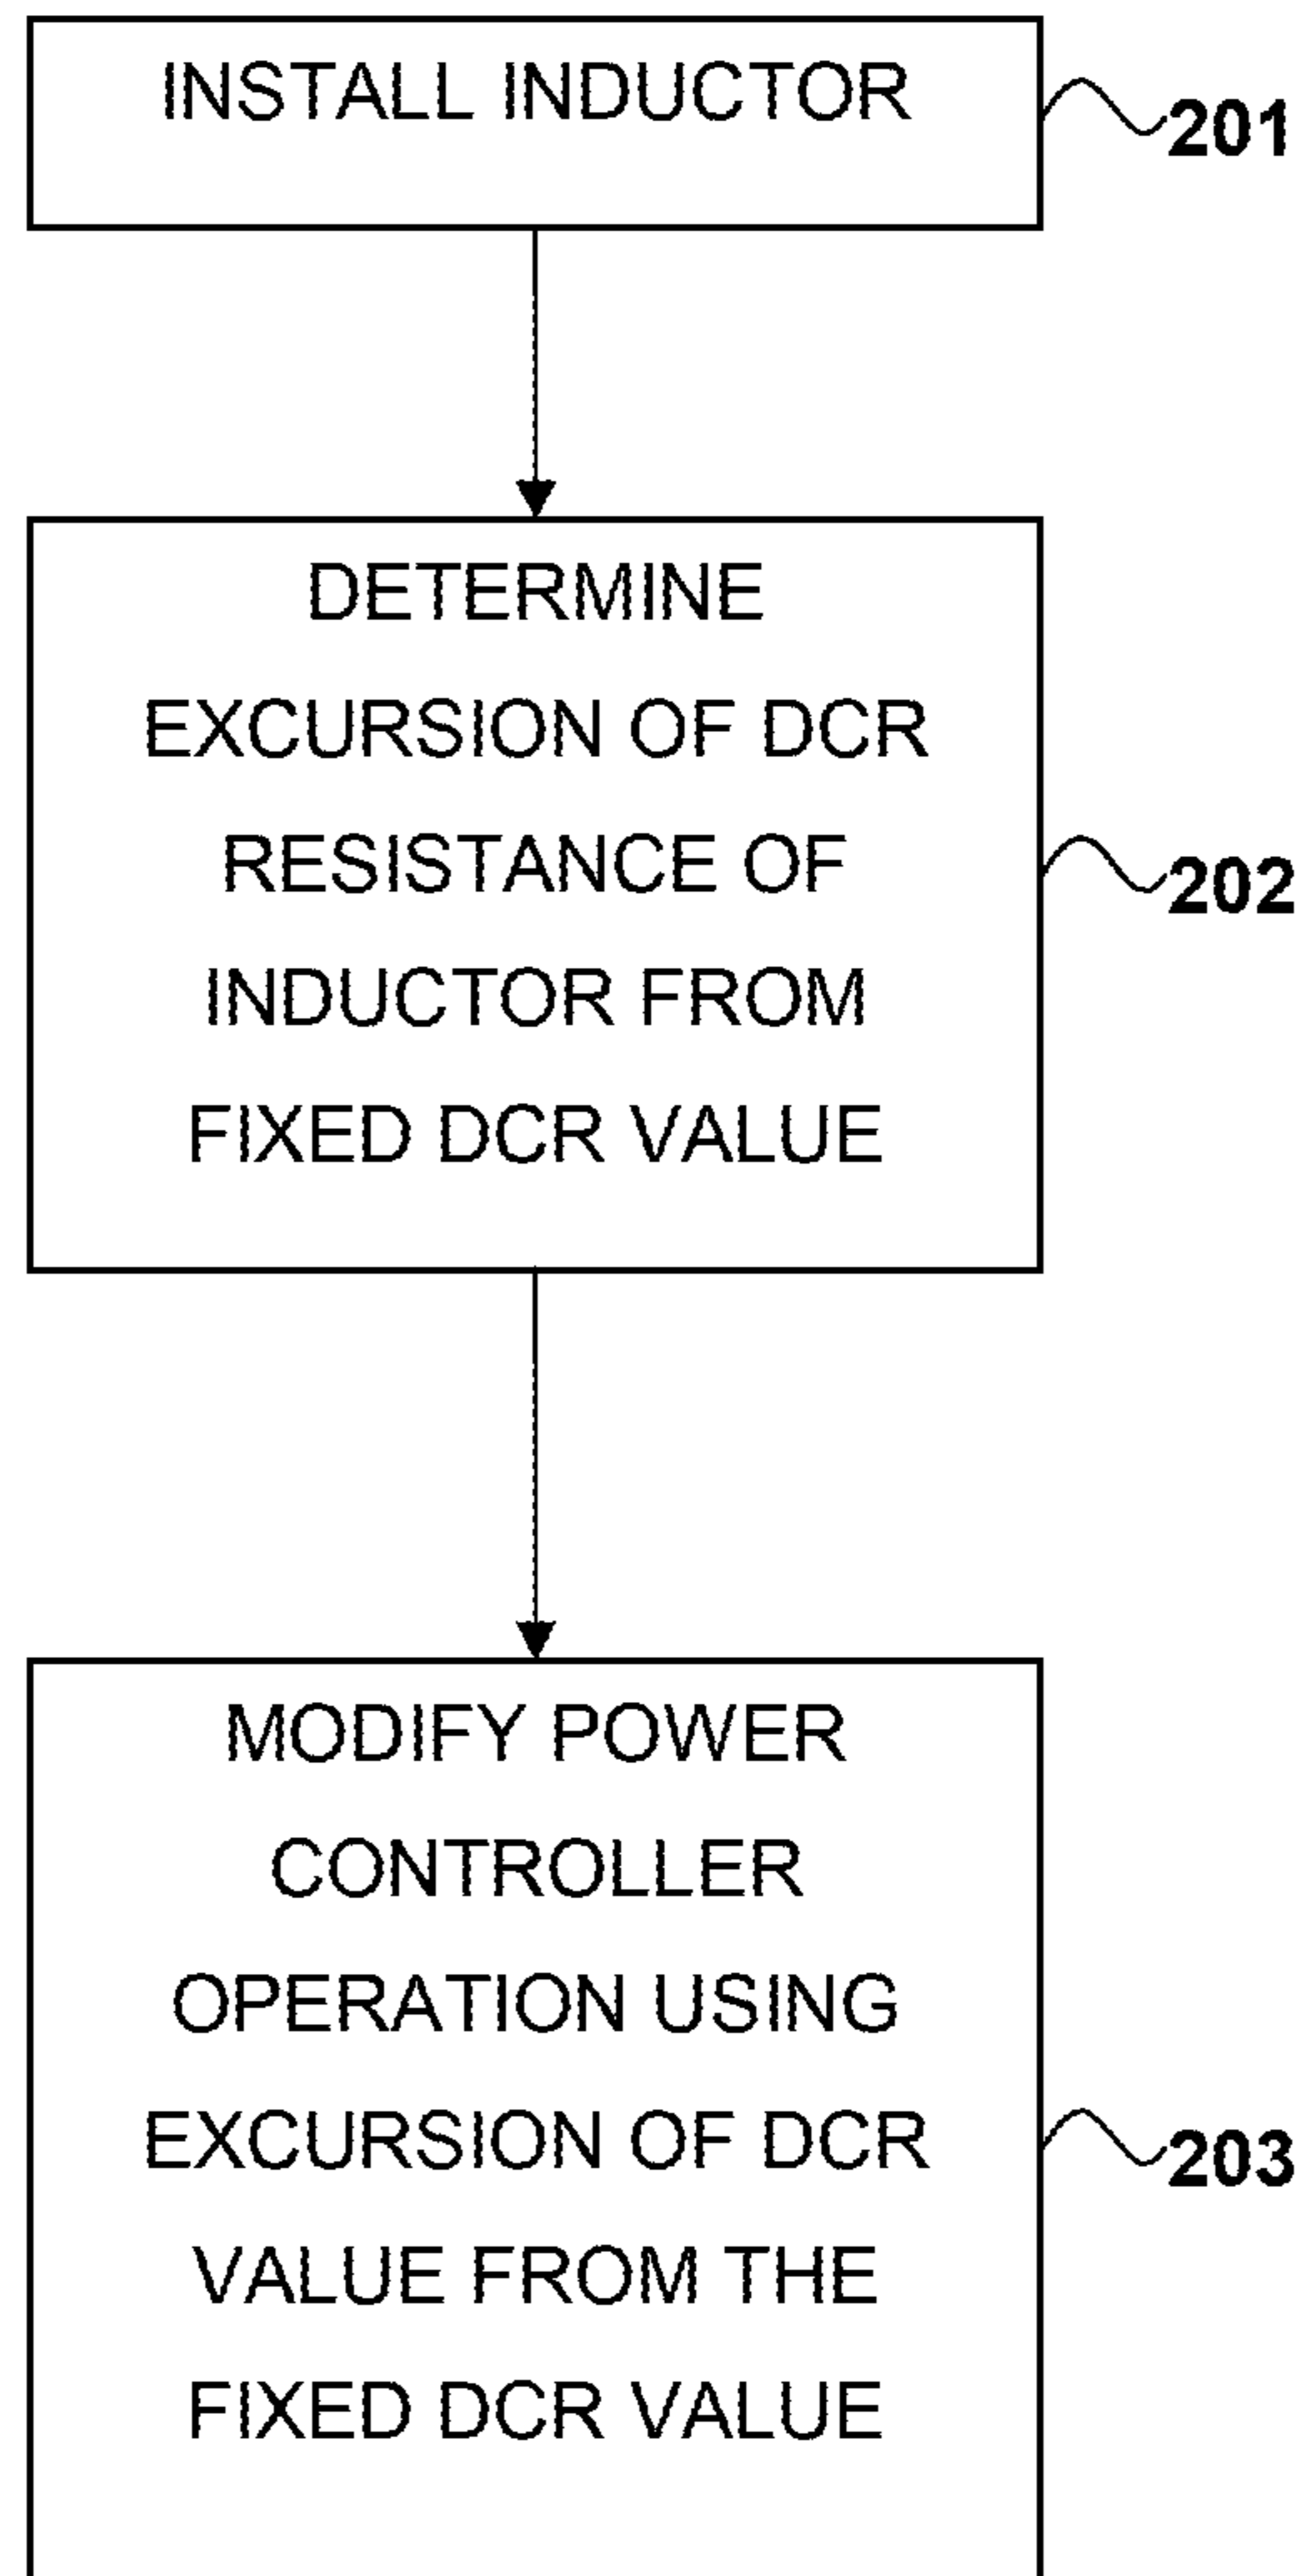 INSTALL INDUCTOR
201
DETERMINE
EXCURSION OF DCR
RESISTANCE OF
INDUCTOR FROM
FIXED DCR VALUE
202
MODIFY POWER
CONTROLLER
OPERATION USING
EXCURSION OF DCR
VALUE FROM THE
FIXED DCR VALUE
203